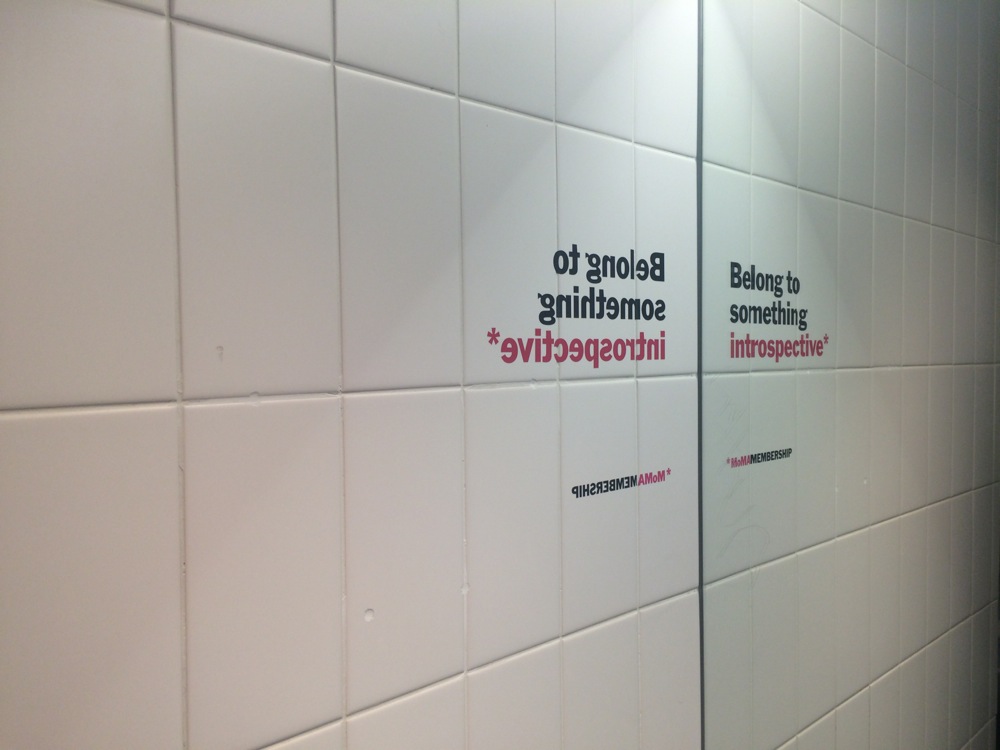 Belong to
something
introspective*
*MoMAMEMBERSHIP
Belong to
something
introspective*
*MoMAMEMBERSHIP